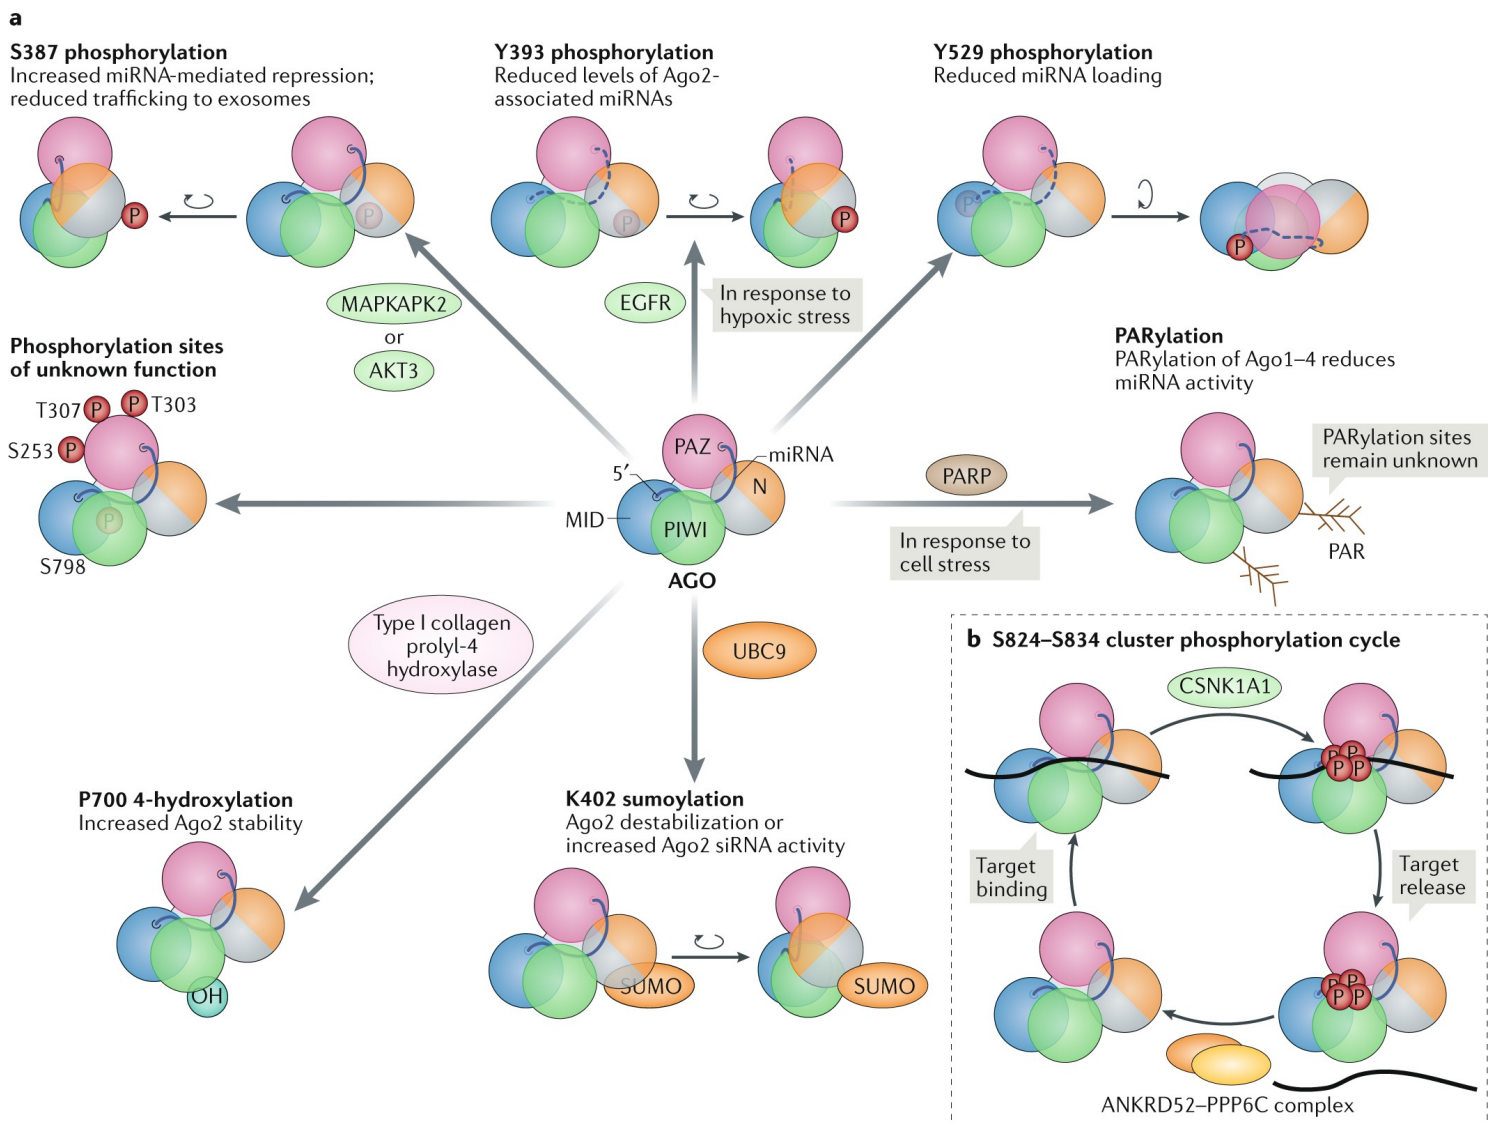 a
S387 phosphorylation
Increased miRNA-mediated repression;
reduced trafficking to exosomes
Y393 phosphorylation
Reduced levels of Ago2-
associated miRNAs
Y529 phosphorylation
Reduced miRNA loading
P
P
P
P
P
P
MAPKAPK2
or
AKT3
EGFR
In response to
hypoxic stress
Phosphorylation sites
of unknown function
T307
P
P
T303
S253
P
P
S798
PARylation
PARylation of Ago1–4 reduces
miRNA activity
PARylation sites
remain unknown
PAR
PARP
In response to
cell stress
PAZ
miRNA
5′
N
MID
PIWI
AGO
Type I collagen
prolyl-4
hydroxylase
UBC9
P700 4-hydroxylation
Increased Ago2 stability
OH
K402 sumoylation
Ago2 destabilization or
increased Ago2 siRNA activity
SUMO
SUMO
b S824–S834 cluster phosphorylation cycle
CSNK1A1
P P
P P
Target
binding
Target
release
P P
P P
ANKRD52–PPP6C complex